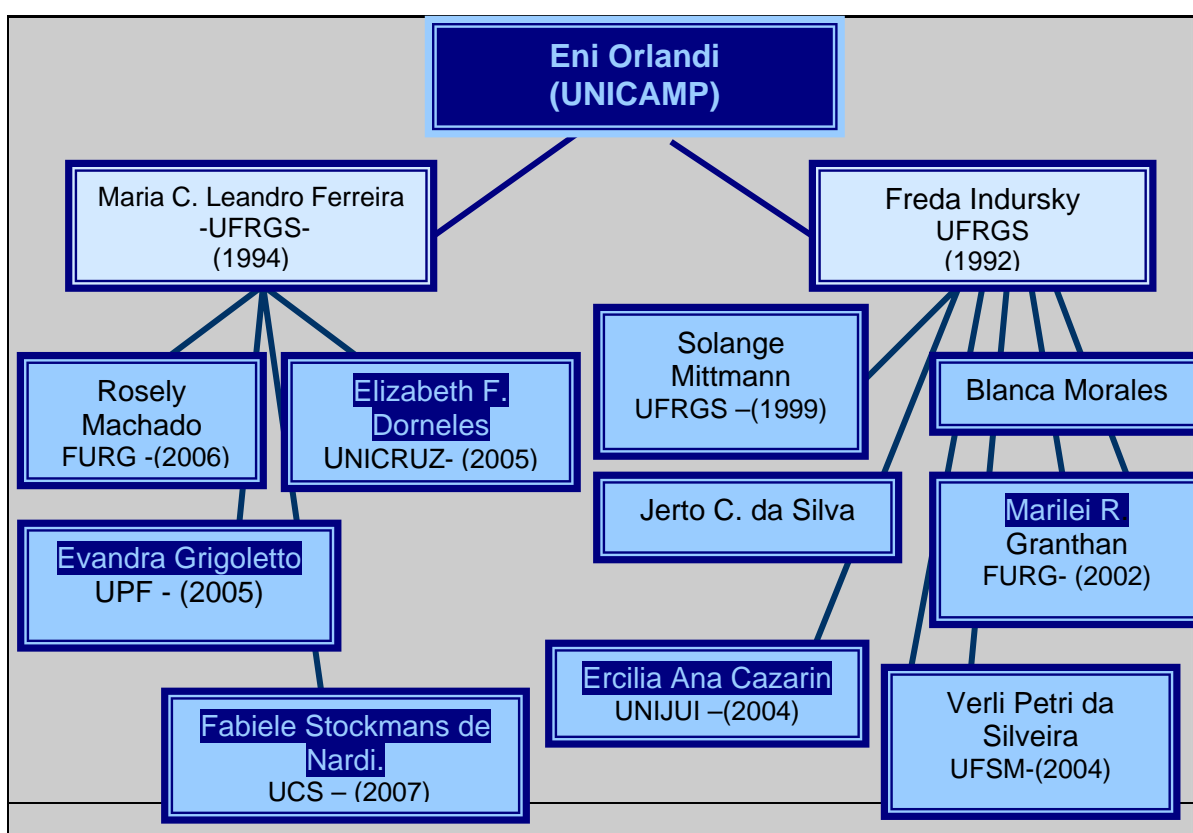 Eni Orlandi
(UNICAMP)
Maria C. Leandro Ferreira
-UFRGS-
(1994)
Freda Indursky
UFRGS
(1992)
Rosely
Machado
FURG -(2006)
Elizabeth F.
Dorneles
UNICRUZ- (2005)
Solange
Mittmann
UFRGS –(1999)
Blanca Morales
Evandra Grigoletto
UPF - (2005)
Jerto C. da Silva
Marilei R.
Granthan
FURG- (2002)
Fabiele Stockmans de
Nardi.
UCS – (2007)
Ercilia Ana Cazarin
UNIJUI –(2004)
Verli Petri da
Silveira
UFSM-(2004)